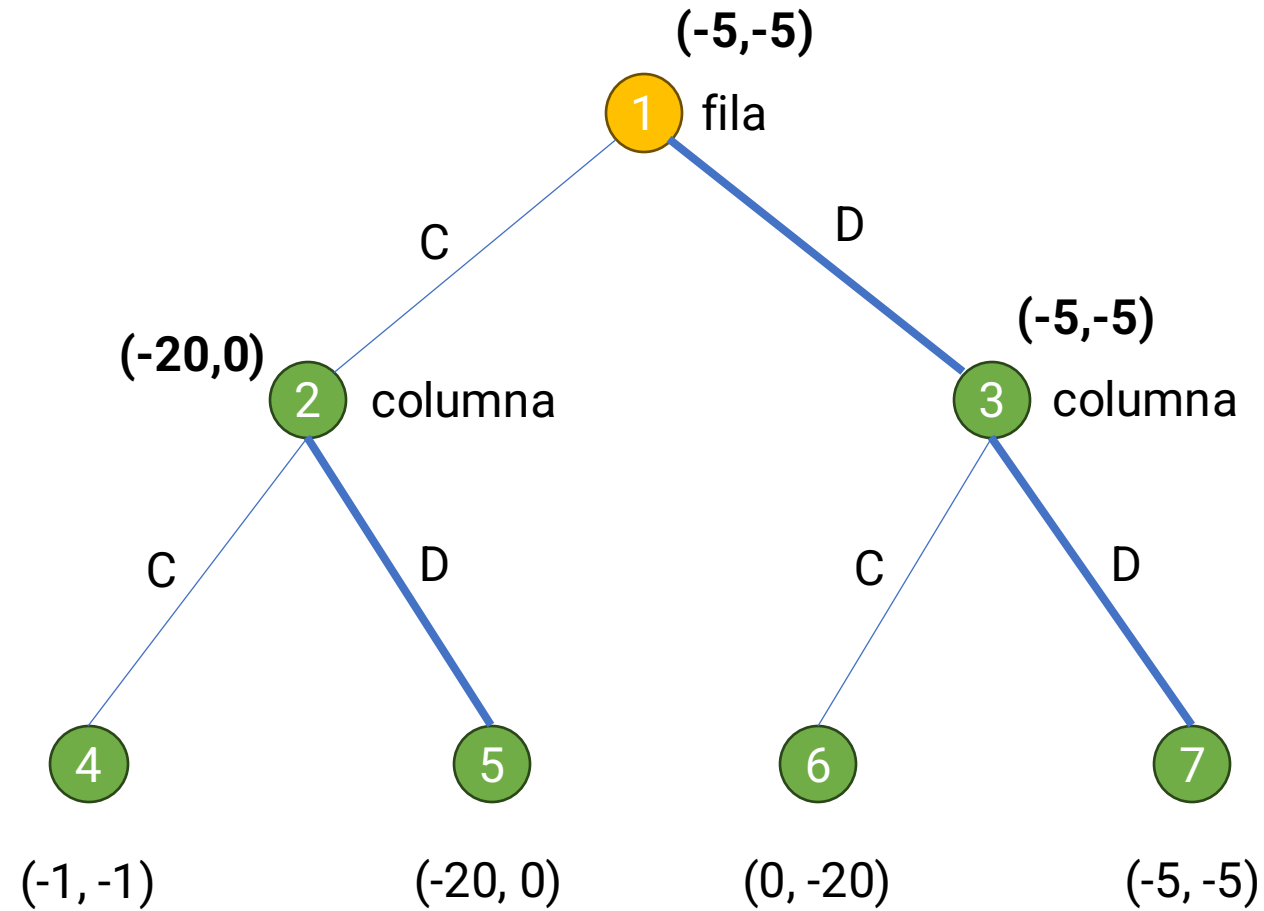 (-5,-5)
1 fila
C D
(-5,-5)
(-20,0)
2 columna 3 columna
C D C D
4 5 6 7
(-1, -1) (-20, 0) (0, -20) (-5, -5)